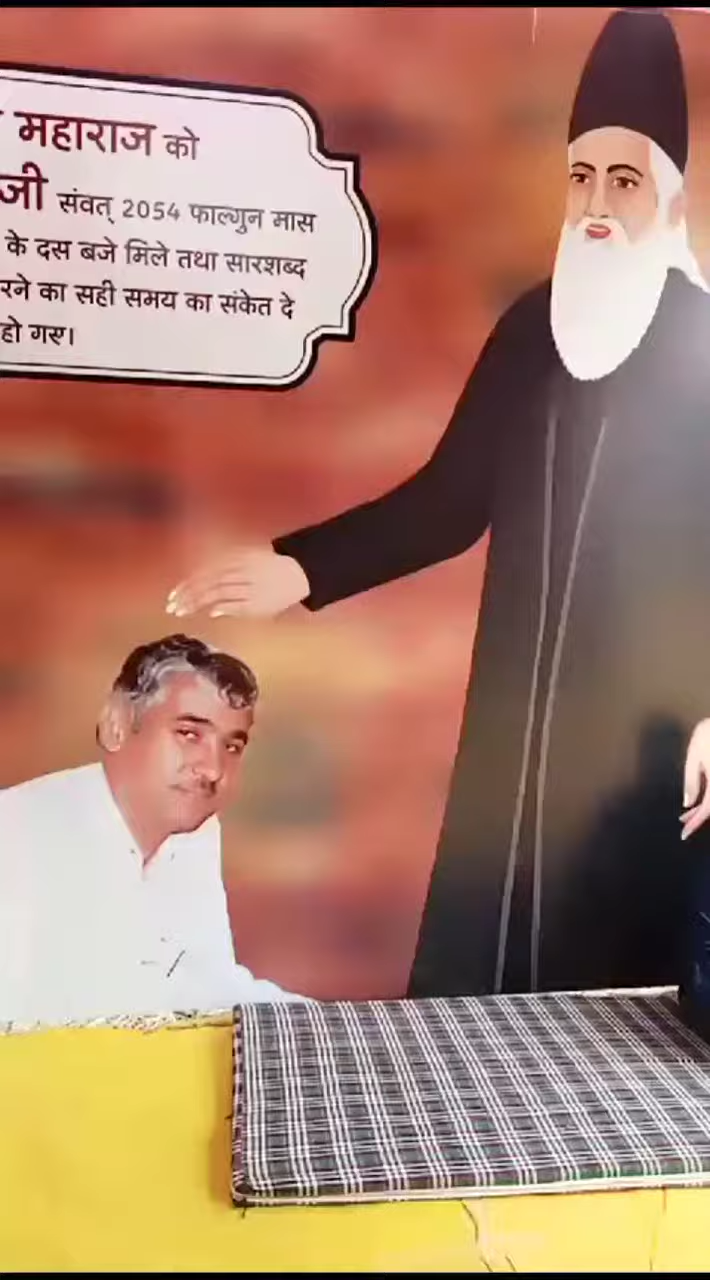 महाराज को
जी संवत् 2054 फाल्गुन मास
के दस बजे मिले तथा सारशब्द
रने का सही समय का संकेत दे
हो गए।